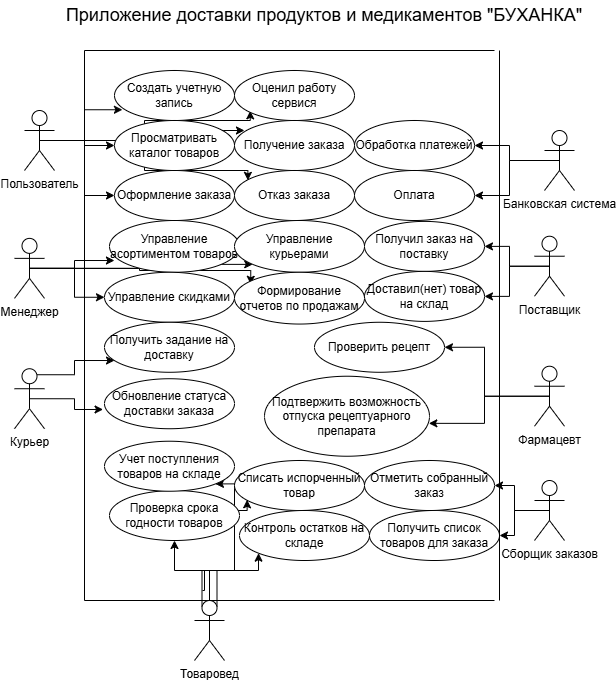 Приложение доставки продуктов и медикаментов "БУХАНКА"
Создать учетную
запись
Оценил работу
сервися
Пользователь
Просматривать
каталог товаров
Получение заказа
Обработка платежей
Оформление заказа
Отказ заказа
Оплата
Банковская система
Менеджер
Управление
асортиментом товаров
Управление
курьерами
Получил заказ на
поставку
Управление скидками
Формирование
отчетов по продажам
Доставил(нет) товар
на склад
Поставщик
Курьер
Получить задание на
доставку
Проверить рецепт
Обновление статуса
доставки заказа
Подтвержить возможность
отпуска рецептуарного
препарата
Фармацевт
Учет поступления
товаров на складе
Списать испорченный
товар
Отметить собранный
заказ
Проверка срока
годности товаров
Контроль остатков на
складе
Получить список
товаров для заказа
Сборщик заказов
Товаровед